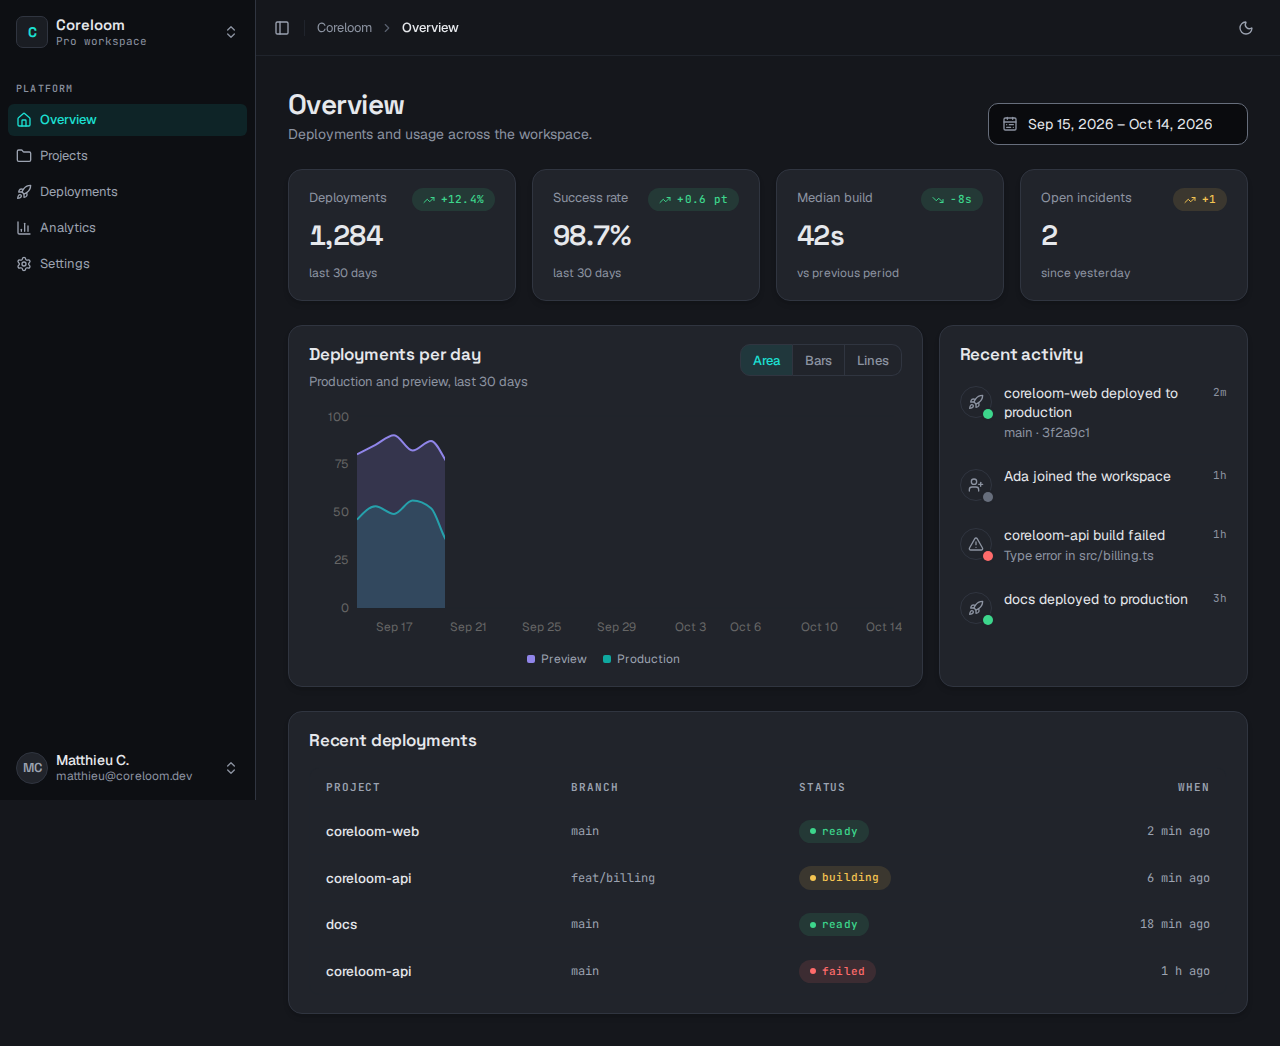 C
Coreloom
Pro workspace
PLATFORM
Overview
Projects
Deployments
Analytics
Settings
MC
Matthieu C.
matthieu@coreloom.dev
Coreloom > Overview
Overview
Deployments and usage across the workspace.
Sep 15, 2026 – Oct 14, 2026
Deployments
+12.4%
1,284
last 30 days
Success rate
+0.6 pt
98.7%
last 30 days
Median build
-8s
42s
vs previous period
Open incidents
+1
2
since yesterday
Deployments per day
Production and preview, last 30 days
Area Bars Lines
100
75
50
25
0
Sep 17 Sep 21 Sep 25 Sep 29 Oct 3 Oct 6 Oct 10 Oct 14
Preview Production
Recent activity
coreloom-web deployed to
production
2m
main · 3f2a9c1
Ada joined the workspace
1h
coreloom-api build failed
1h
Type error in src/billing.ts
docs deployed to production
3h
Recent deployments
PROJECT BRANCH STATUS WHEN
coreloom-web main ready 2 min ago
coreloom-api feat/billing building 6 min ago
docs main ready 18 min ago
coreloom-api main failed 1 h ago